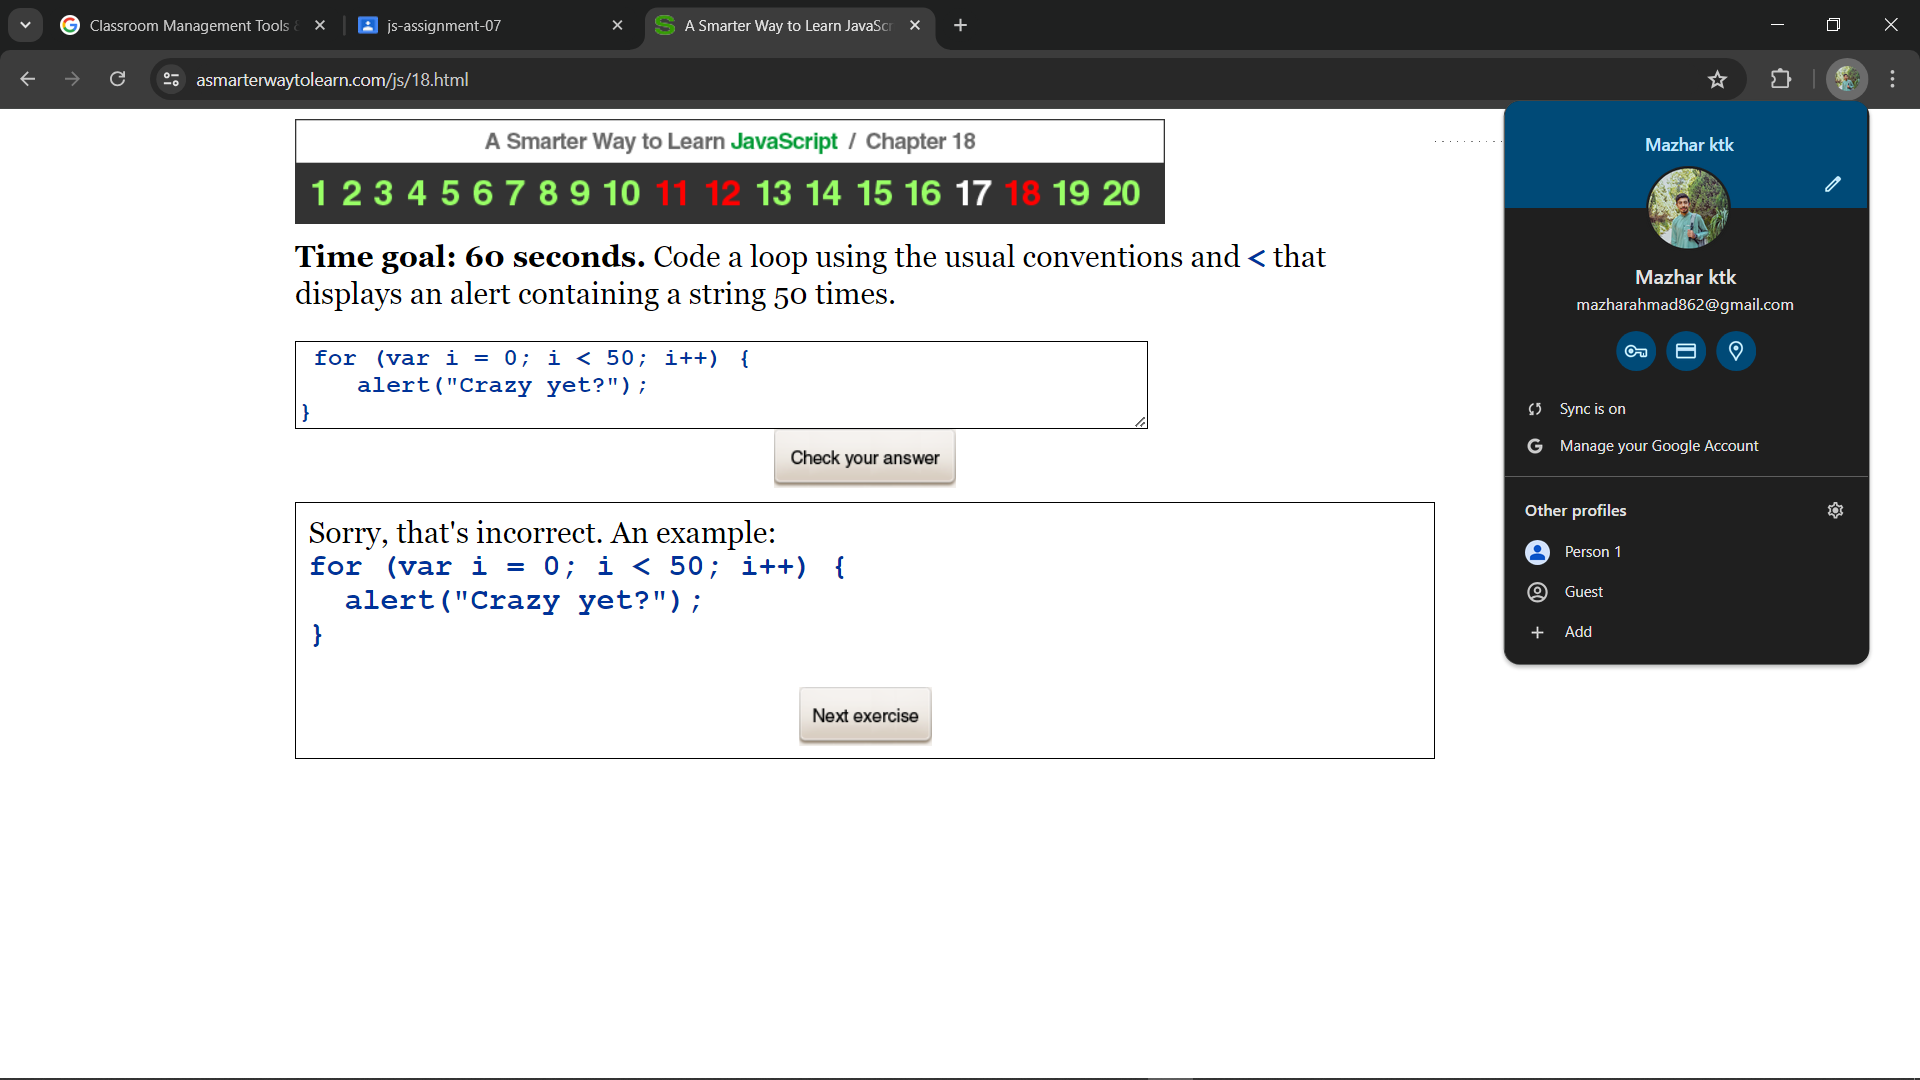 Classroom Management Tools &
js-assignment-07
A Smarter Way to Learn JavaScr
asmarterwaytolearn.com/js/18.html
A Smarter Way to Learn JavaScript / Chapter 18
1 2 3 4 5 6 7 8 9 10 11 12 13 14 15 16 17 18 19 20
Time goal: 60 seconds. Code a loop using the usual conventions and < that
displays an alert containing a string 50 times.
for (var i = 0; i < 50; i++) {
alert("Crazy yet?");
}
Check your answer
Sorry, that's incorrect. An example:
for (var i = 0; i < 50; i++) {
alert("Crazy yet?");
}
Next exercise
Mazhar ktk
Mazhar ktk
mazharahmad862@gmail.com
Sync is on
Manage your Google Account
Other profiles
Person 1
Guest
Add